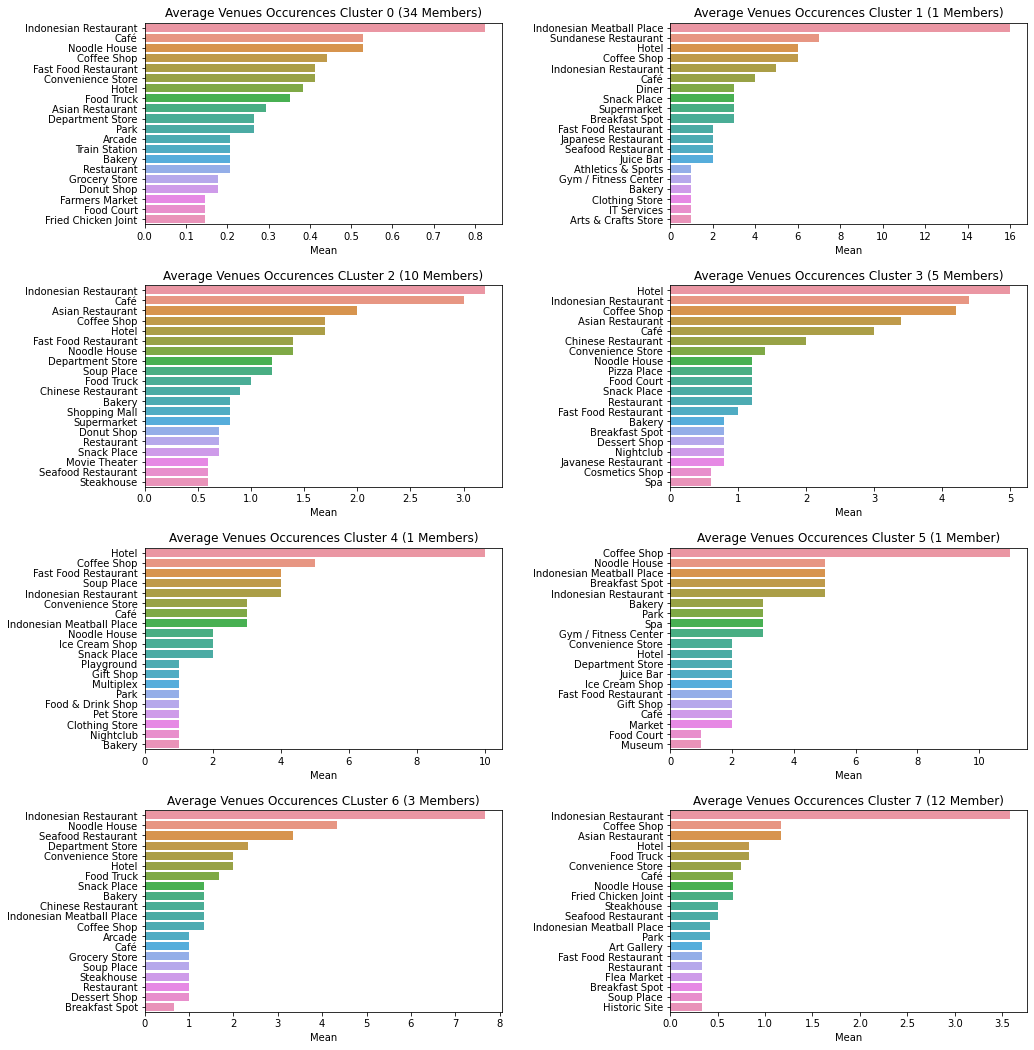 Average Venues Occurences Cluster 0 (34 Members)
Indonesian Restaurant
Café
Noodle House
Coffee Shop
Fast Food Restaurant
Convenience Store
Hotel
Food Truck
Asian Restaurant
Department Store
Park
Arcade
Train Station
Bakery
Restaurant
Grocery Store
Donut Shop
Farmers Market
Food Court
Fried Chicken Joint
0.0 0.1 0.2 0.3 0.4 0.5 0.6 0.7 0.8
Mean
Average Venues Occurences Cluster 1 (1 Members)
Indonesian Meatball Place
Sundanese Restaurant
Hotel
Coffee Shop
Indonesian Restaurant
Café
Diner
Snack Place
Supermarket
Breakfast Spot
Fast Food Restaurant
Japanese Restaurant
Seafood Restaurant
Juice Bar
Athletics & Sports
Gym / Fitness Center
Bakery
Clothing Store
IT Services
Arts & Crafts Store
0 2 4 6 8 10 12 14 16
Mean
Average Venues Occurences CLuster 2 (10 Members)
Indonesian Restaurant
Café
Asian Restaurant
Coffee Shop
Hotel
Fast Food Restaurant
Noodle House
Department Store
Soup Place
Food Truck
Chinese Restaurant
Bakery
Shopping Mall
Supermarket
Donut Shop
Restaurant
Snack Place
Movie Theater
Seafood Restaurant
Steakhouse
0.0 0.5 1.0 1.5 2.0 2.5 3.0
Mean
Average Venues Occurences Cluster 3 (5 Members)
Hotel
Indonesian Restaurant
Coffee Shop
Asian Restaurant
Café
Chinese Restaurant
Convenience Store
Noodle House
Pizza Place
Food Court
Snack Place
Restaurant
Fast Food Restaurant
Bakery
Breakfast Spot
Dessert Shop
Nightclub
Javanese Restaurant
Cosmetics Shop
Spa
0 1 2 3 4 5
Mean
Average Venues Occurences Cluster 4 (1 Members)
Hotel
Coffee Shop
Fast Food Restaurant
Soup Place
Indonesian Restaurant
Convenience Store
Café
Indonesian Meatball Place
Noodle House
Ice Cream Shop
Snack Place
Playground
Gift Shop
Multiplex
Park
Food & Drink Shop
Pet Store
Clothing Store
Nightclub
Bakery
0 2 4 6 8 10
Mean
Average Venues Occurences Cluster 5 (1 Member)
Coffee Shop
Noodle House
Indonesian Meatball Place
Breakfast Spot
Indonesian Restaurant
Bakery
Park
Spa
Gym / Fitness Center
Convenience Store
Hotel
Department Store
Juice Bar
Ice Cream Shop
Fast Food Restaurant
Gift Shop
Café
Market
Food Court
Museum
0 2 4 6 8 10
Mean
Average Venues Occurences CLuster 6 (3 Members)
Indonesian Restaurant
Noodle House
Seafood Restaurant
Department Store
Convenience Store
Hotel
Food Truck
Snack Place
Bakery
Chinese Restaurant
Indonesian Meatball Place
Coffee Shop
Arcade
Café
Grocery Store
Soup Place
Steakhouse
Restaurant
Dessert Shop
Breakfast Spot
0 1 2 3 4 5 6 7 8
Mean
Average Venues Occurences Cluster 7 (12 Member)
Indonesian Restaurant
Coffee Shop
Asian Restaurant
Hotel
Food Truck
Convenience Store
Café
Noodle House
Fried Chicken Joint
Steakhouse
Seafood Restaurant
Indonesian Meatball Place
Park
Art Gallery
Fast Food Restaurant
Restaurant
Flea Market
Breakfast Spot
Soup Place
Historic Site
0.0 0.5 1.0 1.5 2.0 2.5 3.0 3.5
Mean